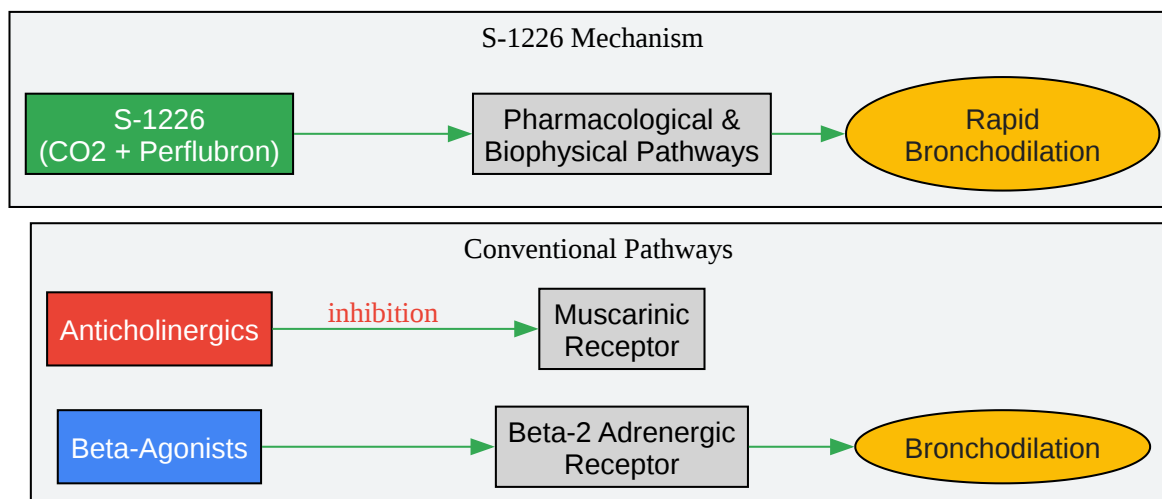 S-1226 Mechanism
S-1226
(CO2 + Perflubron)
Pharmacological &
Biophysical Pathways
Rapid
Bronchodilation
Conventional Pathways
Anticholinergics
inhibition
Muscarinic
Receptor
Beta-Agonists
Beta-2 Adrenergic
Receptor
Bronchodilation